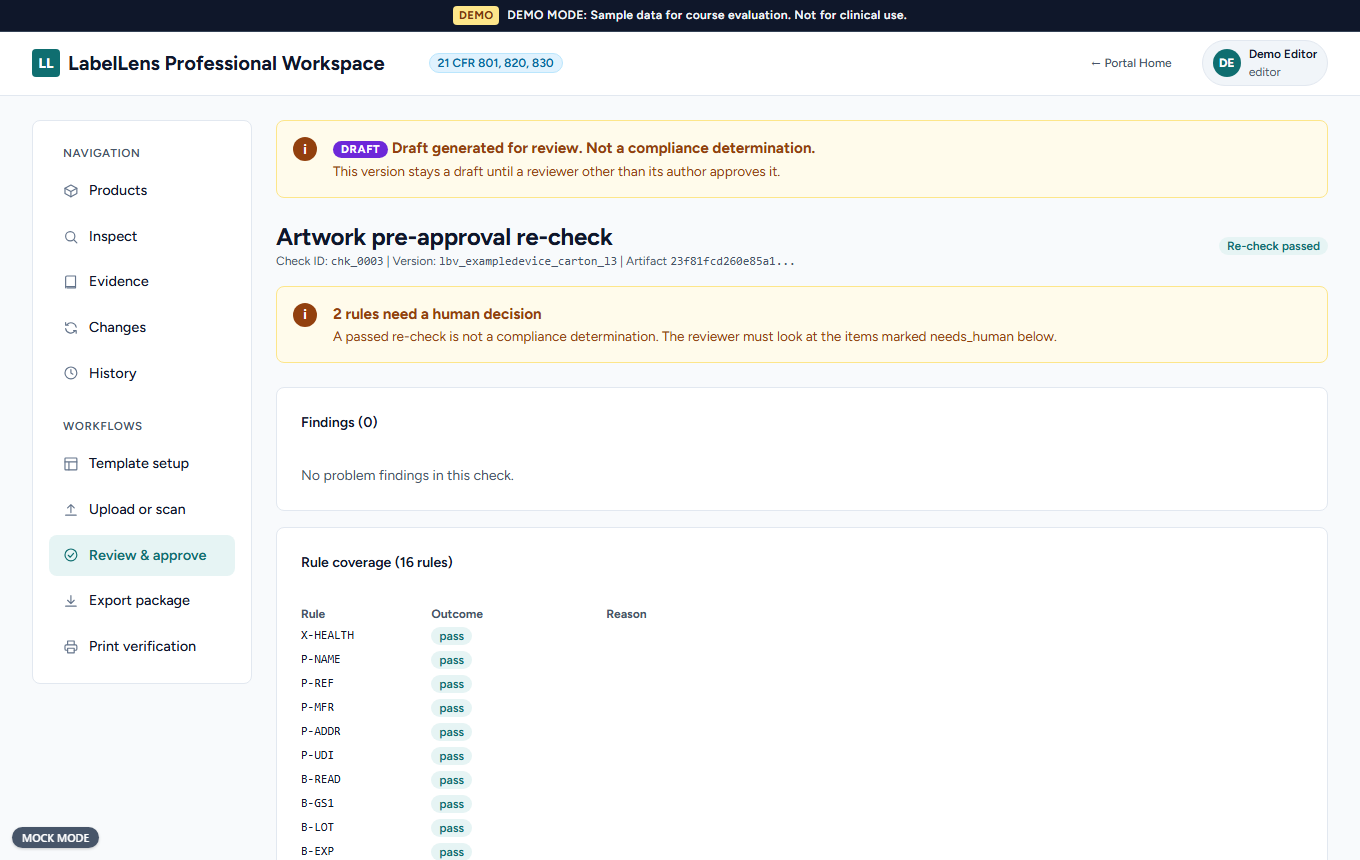 DEMO DEMO MODE: Sample data for course evaluation. Not for clinical use.
LL LabelLens Professional Workspace 21 CFR 801, 820, 830 ← Portal Home DE Demo Editor
editor
NAVIGATION
Products
Inspect
Evidence
Changes
History
WORKFLOWS
Template setup
Upload or scan
Review & approve
Export package
Print verification
i DRAFT Draft generated for review. Not a compliance determination.
This version stays a draft until a reviewer other than its author approves it.
Artwork pre-approval re-check
Re-check passed
Check ID: chk_0003 | Version: lbv_exampledevice_carton_13 | Artifact 23f81fcd260e85a1...
i 2 rules need a human decision
A passed re-check is not a compliance determination. The reviewer must look at the items marked needs_human below.
Findings (0)
No problem findings in this check.
Rule coverage (16 rules)
Rule Outcome Reason
X-HEALTH pass
P-NAME pass
P-REF pass
P-MFR pass
P-ADDR pass
P-UDI pass
B-READ pass
B-GS1 pass
B-LOT pass
B-EXP pass
MOCK MODE